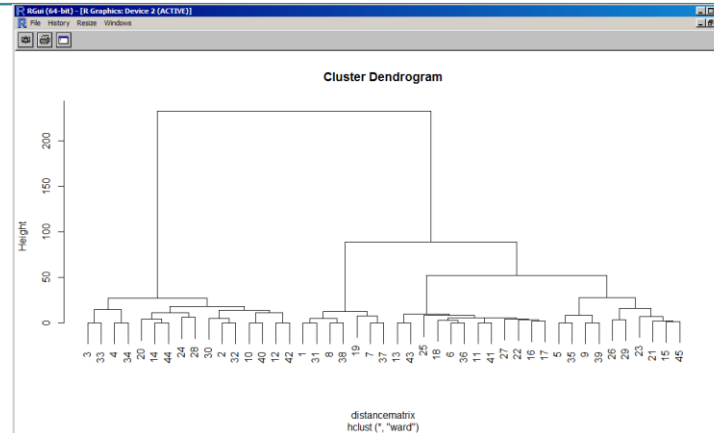 RGui (64-bit) - [R Graphics: Device 2 (ACTIVE)]
File History Resize Windows
Cluster Dendrogram
Height
200
150
100
50
0
3 33 4 34 20 14 44 24 28 30 2 32 10 40 12 42 1 31 8 38 19 7 37 13 43 25 18 6 36 11 41 27 22 16 17 5 35 9 39 26 29 23 21 15 45
distancematrix
hclust (*, "ward")